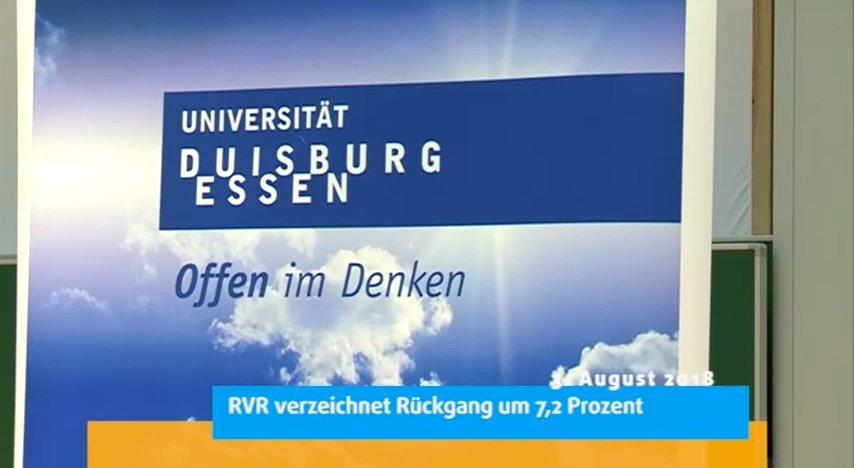 UNIVERSITÄT
DUISBURG
ESSEN
Offen im Denken
August 2018
RVR verzeichnet Rückgang um 7,2 Prozent